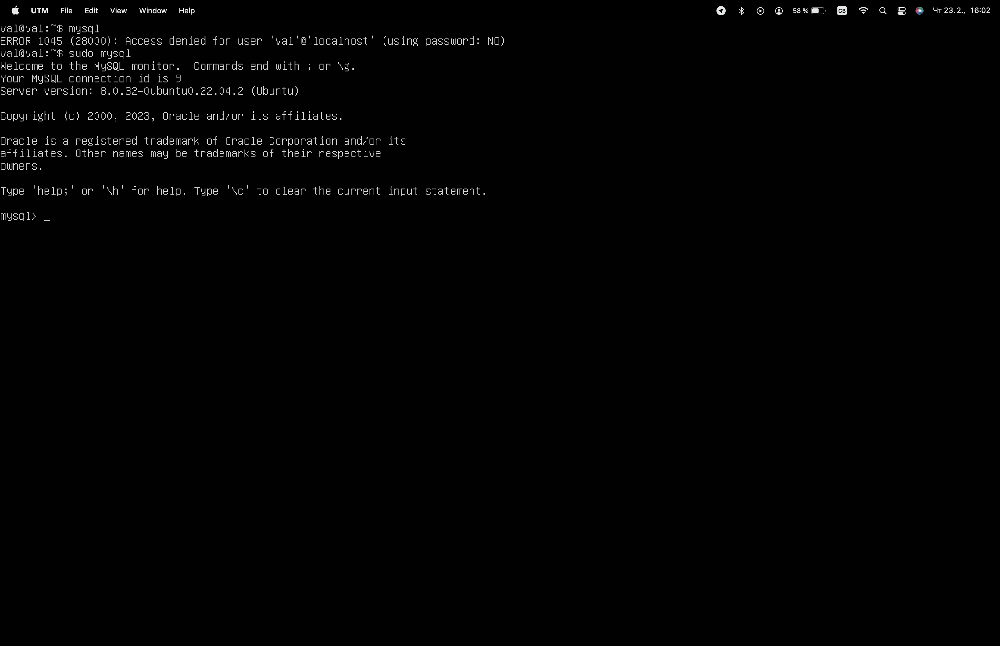 UTM File Edit View Window Help 58 % GB Чт 23.2., 16:02
val@val:~$ mysql
ERROR 1045 (28000): Access denied for user 'val'@'localhost' (using password: NO)
val@val:~$ sudo mysql
Welcome to the MySQL monitor.  Commands end with ; or \g.
Your MySQL connection id is 9
Server version: 8.0.32-0ubuntu0.22.04.2 (Ubuntu)
Copyright (c) 2000, 2023, Oracle and/or its affiliates.
Oracle is a registered trademark of Oracle Corporation and/or its
affiliates. Other names may be trademarks of their respective
owners.
Type 'help;' or '\h' for help. Type '\c' to clear the current input statement.
mysql> _